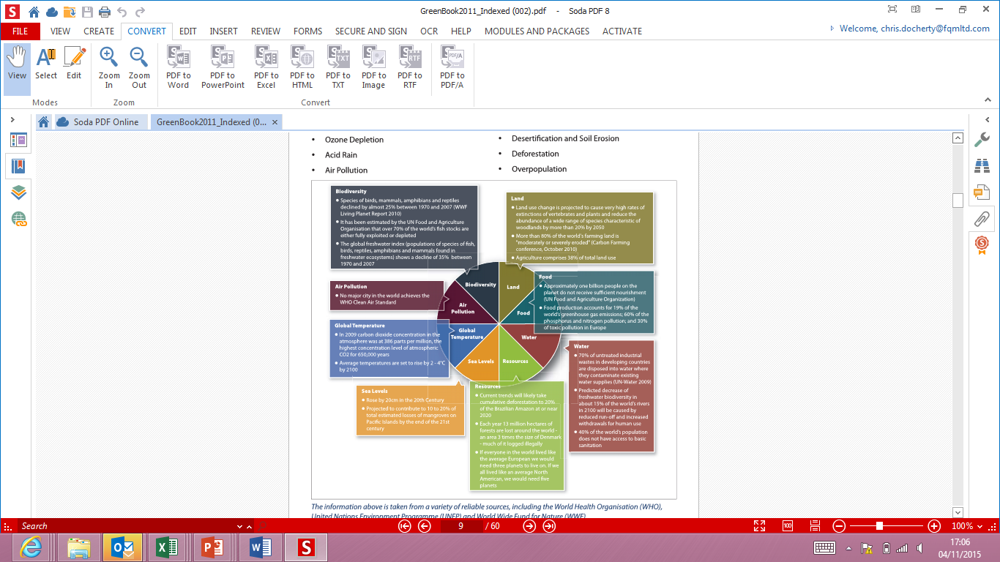 GreenBook2011_Indexed (002).pdf - Soda PDF 8
FILE VIEW CREATE CONVERT EDIT INSERT REVIEW FORMS SECURE AND SIGN OCR HELP MODULES AND PACKAGES ACTIVATE
Welcome, chris.docherty@fqmltd.com
View Select Edit
Zoom In
Zoom Out
PDF to Word
PDF to PowerPoint
PDF to Excel
PDF to HTML
PDF to TXT
PDF to Image
PDF to RTF
PDF to PDF/A
Modes Zoom Convert
Soda PDF Online
GreenBook2011_Indexed (0...
• Ozone Depletion
• Acid Rain
• Air Pollution
• Desertification and Soil Erosion
• Deforestation
• Overpopulation
Biodiversity
• Species of birds, mammals, amphibians and reptiles
declined by almost 25% between 1970 and 2007 (WWF
Living Planet Report 2010)
• It has been estimated by the UN Food and Agriculture
Organisation that over 70% of the world's fish stocks are
either fully exploited or depleted
• The global freshwater index (populations of species of fish,
birds, reptiles, amphibians and mammals found in
freshwater ecosystems) shows a decline of 35% between
1970 and 2007
Land
• Land use change is projected to cause very high rates of
extinctions of vertebrates and plants and reduce the
abundance of a wide range of species characteristic of
woodlands by more than 20% by 2050
• More than 80% of the world's farming land is
"moderately or severely eroded" (Carbon Farming
conference, October 2010)
• Agriculture comprises 38% of total land use
Air Pollution
• No major city in the world achieves the
WHO Clean Air Standard
Food
• Approximately one billion people on the
planet do not receive sufficient nourishment
(UN Food and Agriculture Organization)
• Food production accounts for 19% of the
world's greenhouse gas emissions; 60% of the
phosphorus and nitrogen pollution; and 30%
of toxic pollution in Europe
Biodiversity
Land
Air
Pollution
Food
Global
Temperature
Water
Sea Levels
Resources
Global Temperature
• In 2009 carbon dioxide concentration in the
atmosphere was at 386 parts per million, the
highest concentration level of atmospheric
CO2 for 650,000 years
• Average temperatures are set to rise by 2 - 4°C
by 2100
Water
• 70% of untreated industrial
wastes in developing countries
are disposed into water where
they contaminate existing
water supplies (UN-Water 2009)
• Predicted decrease of
freshwater biodiversity in
about 15% of the world's rivers
in 2100 will be caused by
reduced run-off and increased
withdrawals for human use
• 40% of the world's population
does not have access to basic
sanitation
Sea Levels
• Rose by 20cm in the 20th Century
• Projected to contribute to 10 to 20% of
total estimated losses of mangroves on
Pacific Islands by the end of the 21st
century
Resources
• Current trends will likely take
cumulative deforestation to 20%
of the Brazilian Amazon at or near
2020
• Each year 13 million hectares of
forests are lost around the world -
an area 3 times the size of Denmark
- much of it logged illegally
• If everyone in the world lived like
the average European we would
need three planets to live on. If we
all lived like an average North
American, we would need five
planets
The information above is taken from a variety of reliable sources, including the World Health Organisation (WHO),
United Nations Environment Programme (UNEP) and World Wide Fund for Nature (WWF)
Search
9 / 60
100%
17:06
04/11/2015